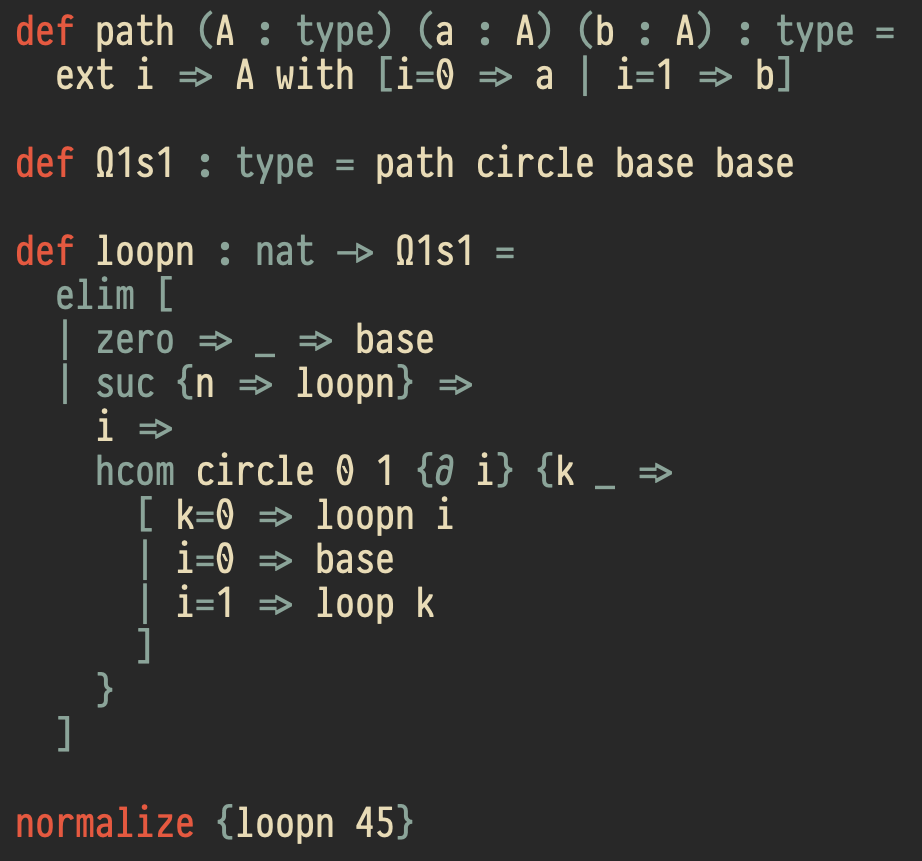 def path (A : type) (a : A) (b : A) : type =
  ext i => A with [i=0 => a | i=1 => b]

def Ω1s1 : type = path circle base base

def loopn : nat -> Ω1s1 =
  elim [
  | zero => _ => base
  | suc {n => loopn} =>
    i =>
    hcom circle 0 1 {∂ i} {k _ =>
      [ k=0 => loopn i
      | i=0 => base
      | i=1 => loop k
      ]
    }
  ]

normalize {loopn 45}